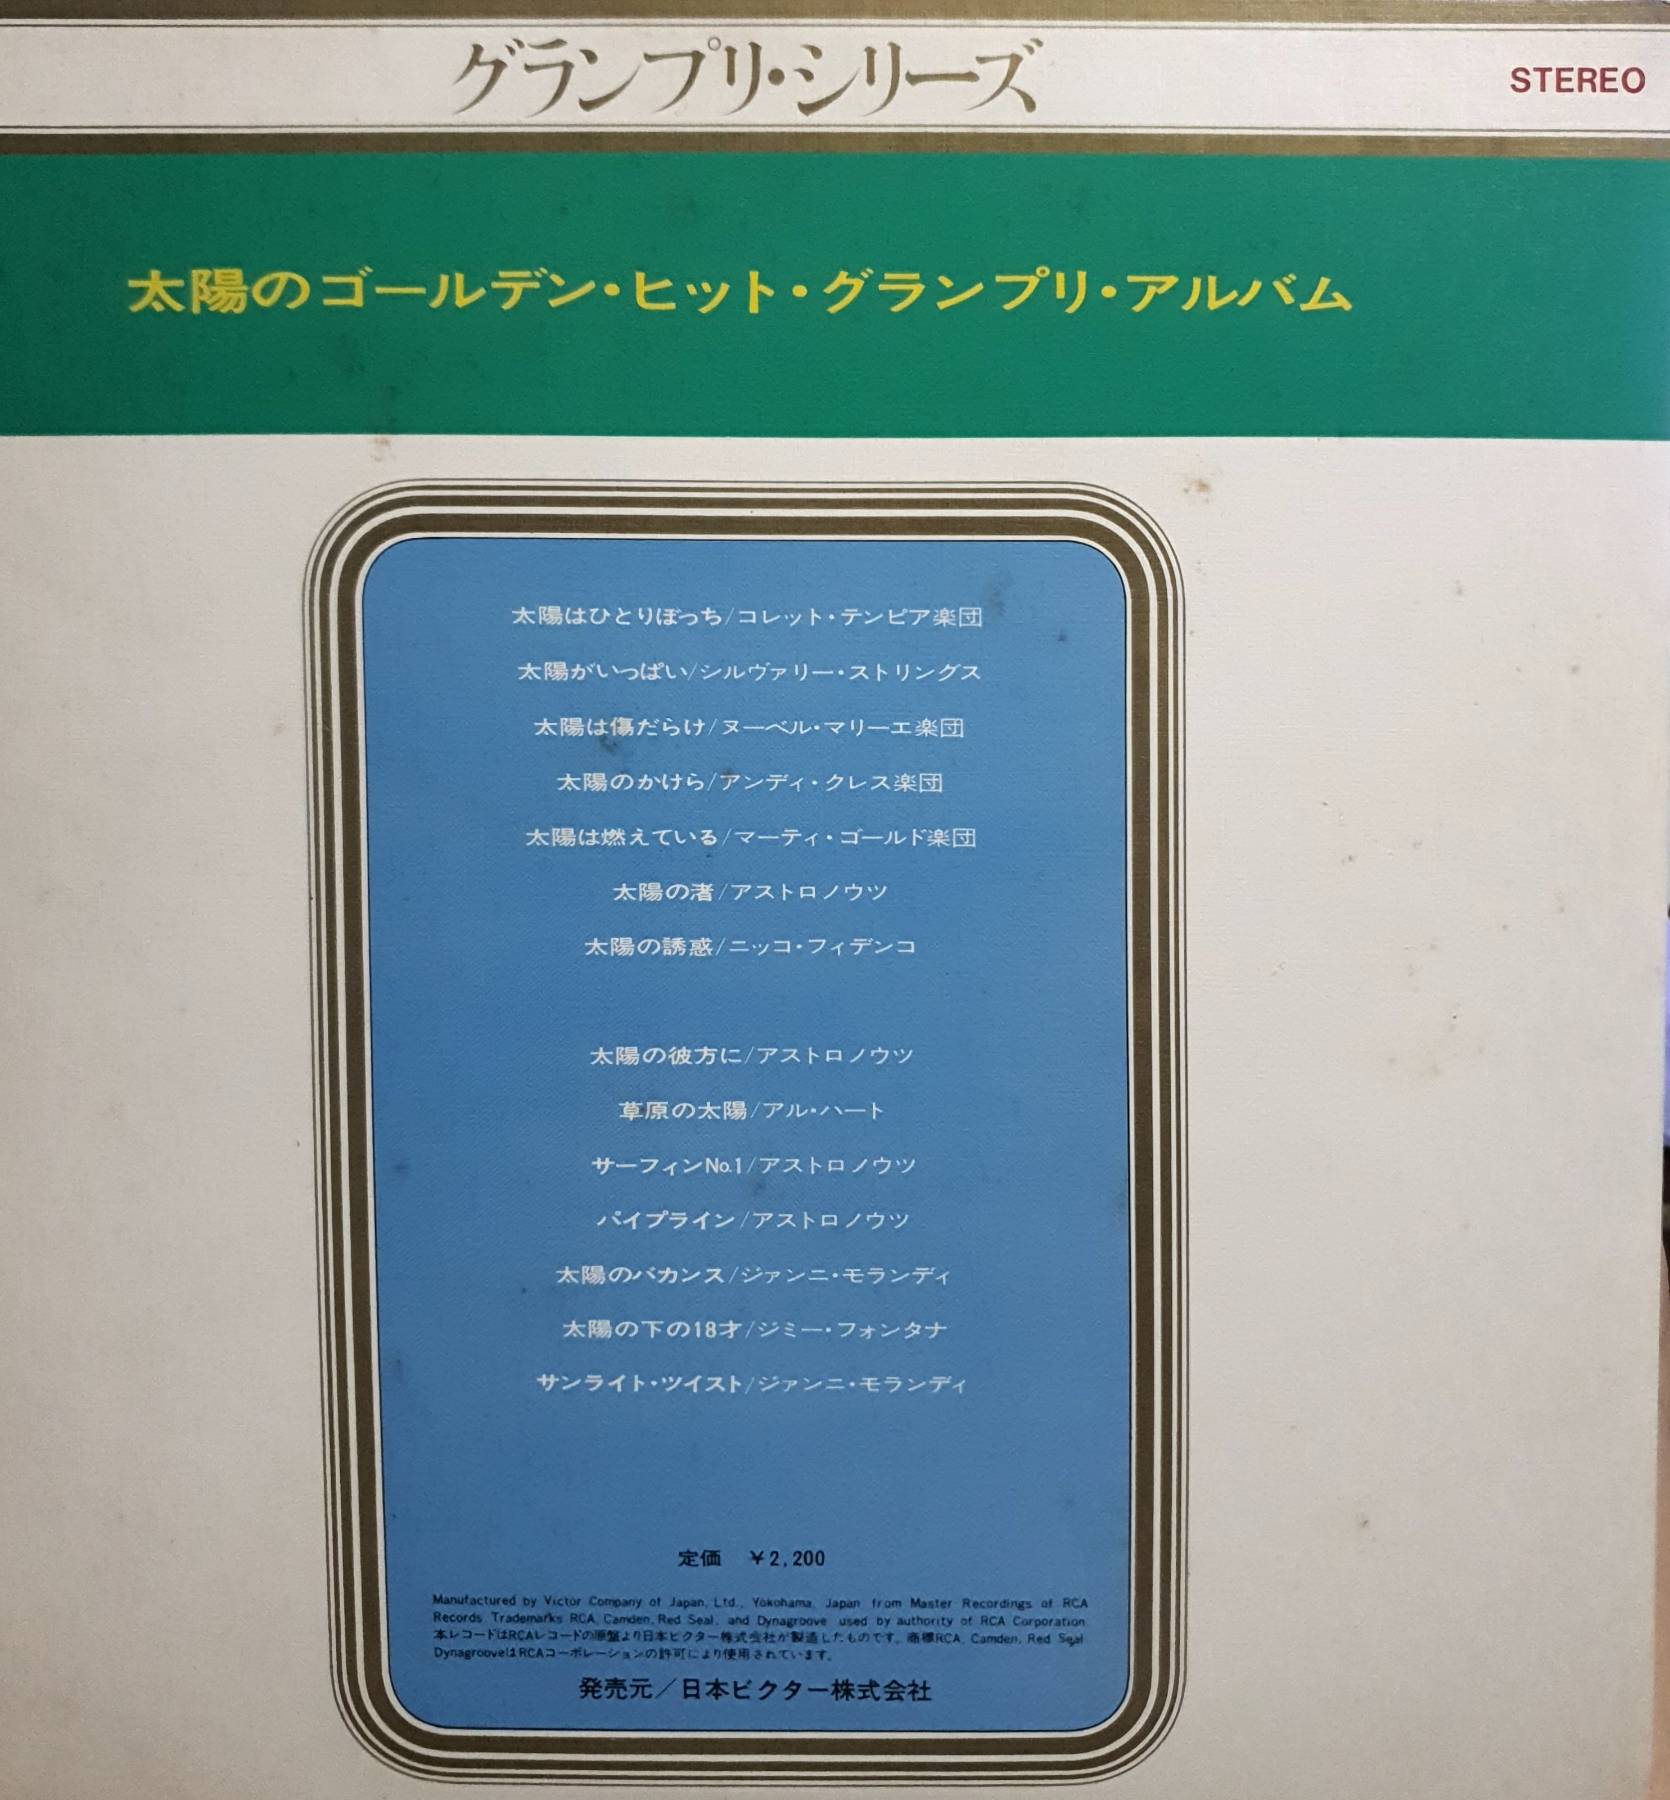 グランプリ・シリーズ
STEREO
太陽のゴールデン・ヒット・グランプリ・アルバム
太陽はひとりぼっち/コレット・テンピア楽団
太陽がいっぱい/シルヴァリー・ストリングス
太陽は傷だらけ/ヌーベル・マリーエ楽団
太陽のかけら/アンディ・クレス楽団
太陽は燃えている/マーティ・ゴールド楽団
太陽の渚/アストロノウツ
太陽の誘惑/ニッコ・フィデンコ
太陽の彼方に/アストロノウツ
草原の太陽/アル・ハート
サーフィンNo.1/アストロノウツ
パイプライン/アストロノウツ
太陽のバカンス/ジァンニ・モランディ
太陽の下の18才/ジミー・フォンタナ
サンライト・ツイスト/ジァンニ・モランディ
定価 ￥2,200
Manufactured by Victor Company of Japan, Ltd., Yokohama, Japan from Master Recordings of RCA
Records. Trademarks RCA, Camden, Red Seal, and Dynagroove used by authority of RCA Corporation.
本レコードはRCAレコードの原盤より日本ビクター株式会社が製造したものです。商標RCA, Camden, Red Seal,
DynagrooveはRCAコーポレーションの許可により使用されています。
発売元／日本ビクター株式会社